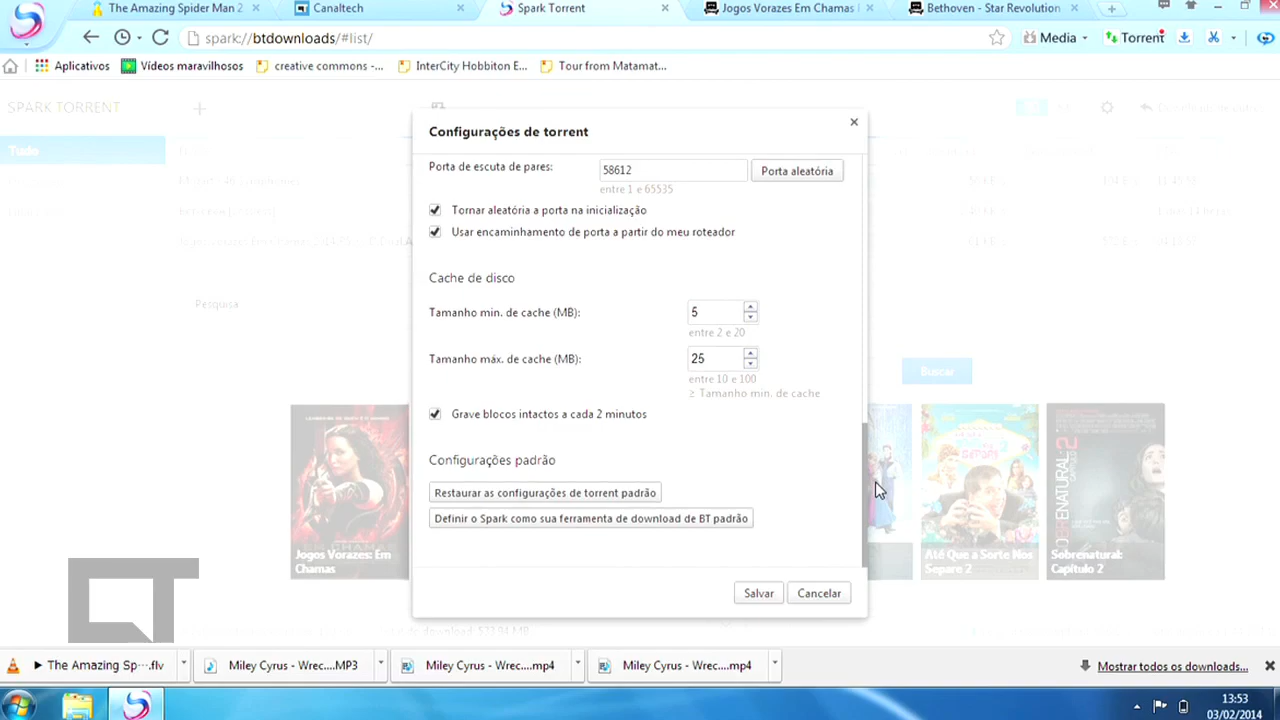 The Amazing Spider Man 2
Canaltech
Spark Torrent
Jogos Vorazes Em Chamas
Bethoven - Star Revolution
spark://btdownloads/#list/
Media
Torrent
Aplicativos
Vídeos maravilhosos
creative commons -...
InterCity Hobbiton E...
Tour from Matamat...
SPARK TORRENT
Tudo
Configurações de torrent
Porta de escuta de pares:
58612
Porta aleatória
entre 1 e 65535
Tornar aleatória a porta na inicialização
Usar encaminhamento de porta a partir do meu roteador
Pesquisa
Cache de disco
Tamanho min. de cache (MB):
5
entre 2 e 20
Tamanho máx. de cache (MB):
25
entre 10 e 100
≥ Tamanho min. de cache
Buscar
Grave blocos intactos a cada 2 minutos
Configurações padrão
Restaurar as configurações de torrent padrão
Definir o Spark como sua ferramenta de download de BT padrão
Jogos Vorazes: Em
Chamas
Até Que a Sorte Nos
Separe 2
Sobrenatural:
Capítulo 2
Salvar
Cancelar
download: 533.94 MB
The Amazing Sp....flv
Miley Cyrus - Wrec....MP3
Miley Cyrus - Wrec....mp4
Miley Cyrus - Wrec....mp4
Mostrar todos os downloads...
13:53
03/02/2014